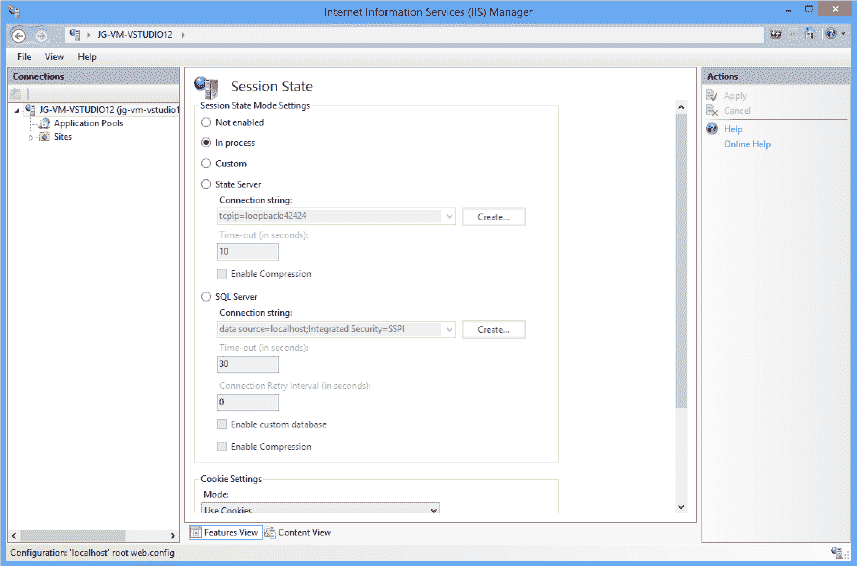 Internet Information Services (IIS) Manager
JG-VM-VSTUDIO12
File View Help
Connections
JG-VM-VSTUDIO12 (jg-vm-vstudio1
Application Pools
Sites
Session State
Session State Mode Settings
Not enabled
In process
Custom
State Server
Connection string:
tcpip=loopback:42424
Create...
Time-out (in seconds):
10
Enable Compression
SQL Server
Connection string:
data source=localhost;Integrated Security=SSPI
Create...
Time-out (in seconds):
30
Connection Retry Interval (in seconds):
0
Enable custom database
Enable Compression
Cookie Settings
Mode:
Use Cookies
Features View Content View
Actions
Apply
Cancel
Help
Online Help
Configuration: 'localhost' root web.config